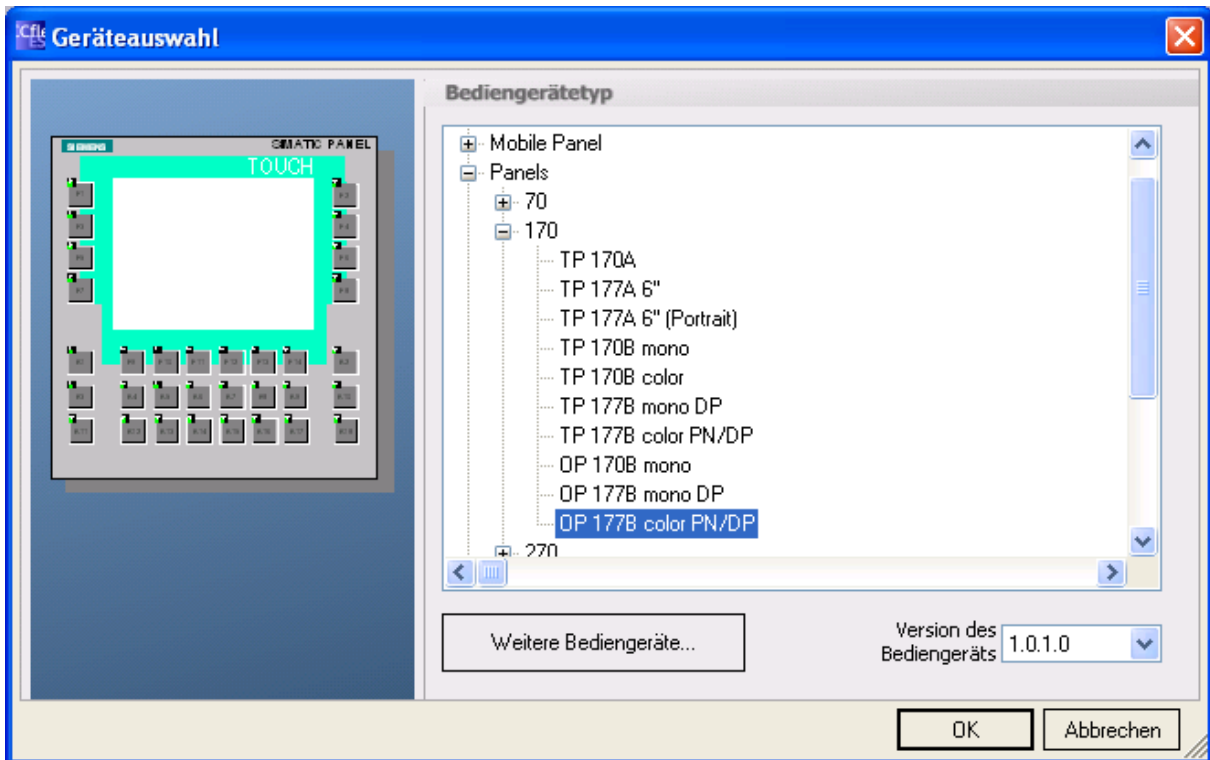 Geräteauswahl
SIEMENS
SIMATIC PANEL
TOUCH
Bediengerätetyp
Mobile Panel
Panels
70
170
TP 170A
TP 177A 6"
TP 177A 6" (Portrait)
TP 170B mono
TP 170B color
TP 177B mono DP
TP 177B color PN/DP
OP 170B mono
OP 177B mono DP
OP 177B color PN/DP
270
Weitere Bediengeräte...
Version des
Bediengeräts
1.0.1.0
OK
Abbrechen